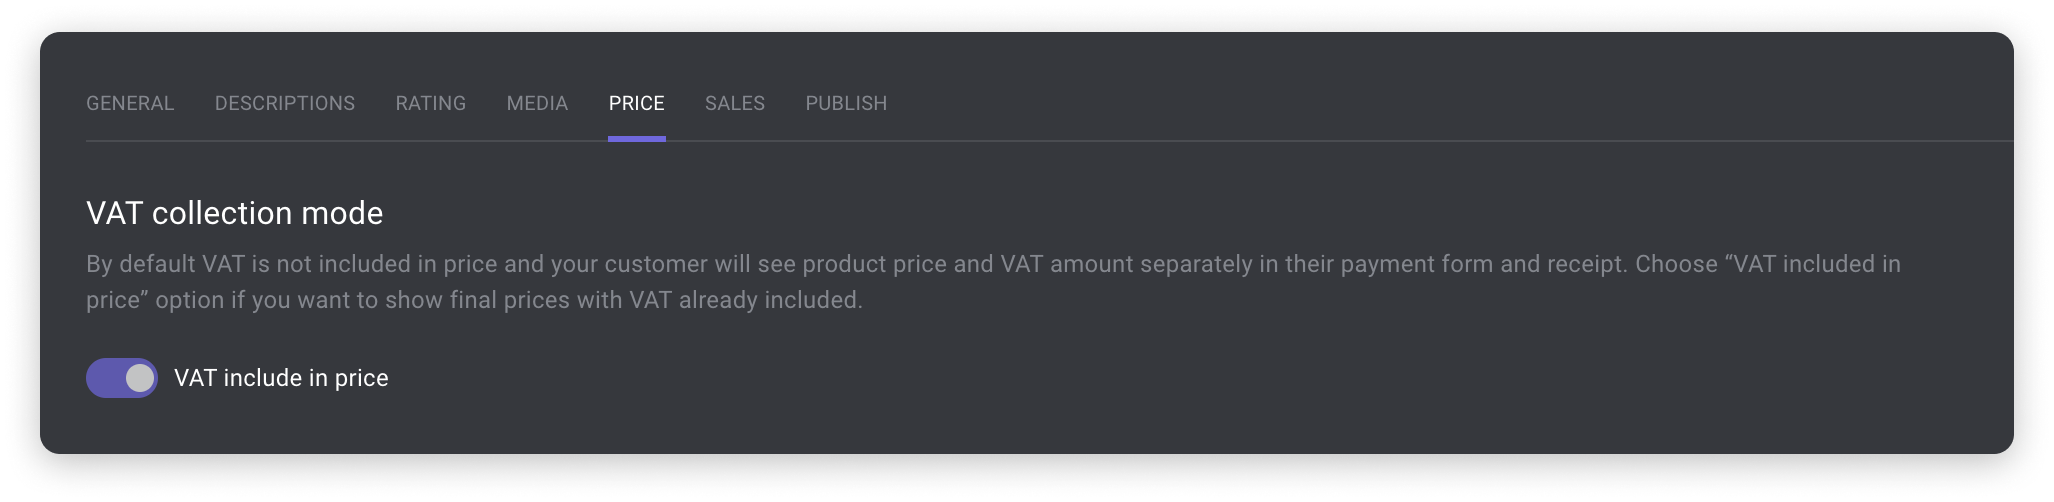 GENERAL DESCRIPTIONS RATING MEDIA PRICE SALES PUBLISH
VAT collection mode
By default VAT is not included in price and your customer will see product price and VAT amount separately in their payment form and receipt. Choose “VAT included in
price” option if you want to show final prices with VAT already included.
VAT include in price